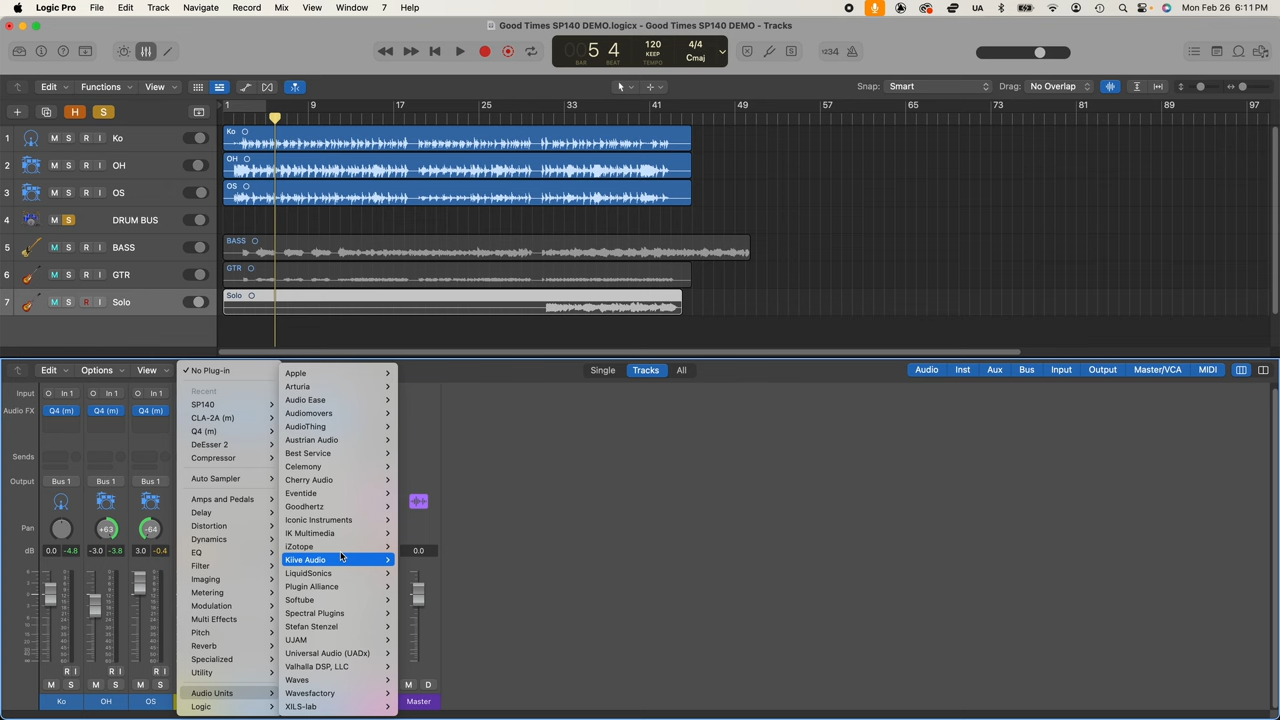 Logic Pro File Edit Track Navigate Record Mix View Window 7 Help UA Mon Feb 26 6:11 PM
Good Times SP140 DEMO.logicx - Good Times SP140 DEMO - Tracks
005 4 120 4/4
KEEP Cmaj
BAR BEAT TEMPO
1234
Edit Functions View Snap: Smart Drag: No Overlap
H S 1 9 17 25 33 41 49 57 65 73 81 89 97
1 M S R I Ko Ko
2 M S R I OH OH
3 M S R I OS OS
4 M S DRUM BUS
5 M S R I BASS BASS
6 M S R I GTR GTR
7 M S R I Solo Solo
Edit Options View Single Tracks All Audio Inst Aux Bus Input Output Master/VCA MIDI
Input In 1 In 1 In 1
Audio FX Q4 (m) Q4 (m) Q4 (m)
Sends
Output Bus 1 Bus 1 Bus 1
Pan +63 -64
dB 0.0 -4.8 -3.0 -3.8 3.0 -0.4 0.0
R I R I R I
M S M S M S M D
Ko OH OS Master
✓ No Plug-in
Recent
SP140
CLA-2A (m)
Q4 (m)
DeEsser 2
Compressor
Auto Sampler
Amps and Pedals
Delay
Distortion
Dynamics
EQ
Filter
Imaging
Metering
Modulation
Multi Effects
Pitch
Reverb
Specialized
Utility
Audio Units
Logic
Apple
Arturia
Audio Ease
Audiomovers
AudioThing
Austrian Audio
Best Service
Celemony
Cherry Audio
Eventide
Goodhertz
Iconic Instruments
IK Multimedia
iZotope
Kiive Audio
LiquidSonics
Plugin Alliance
Softube
Spectral Plugins
Stefan Stenzel
UJAM
Universal Audio (UADx)
Valhalla DSP, LLC
Waves
Wavesfactory
XILS-lab